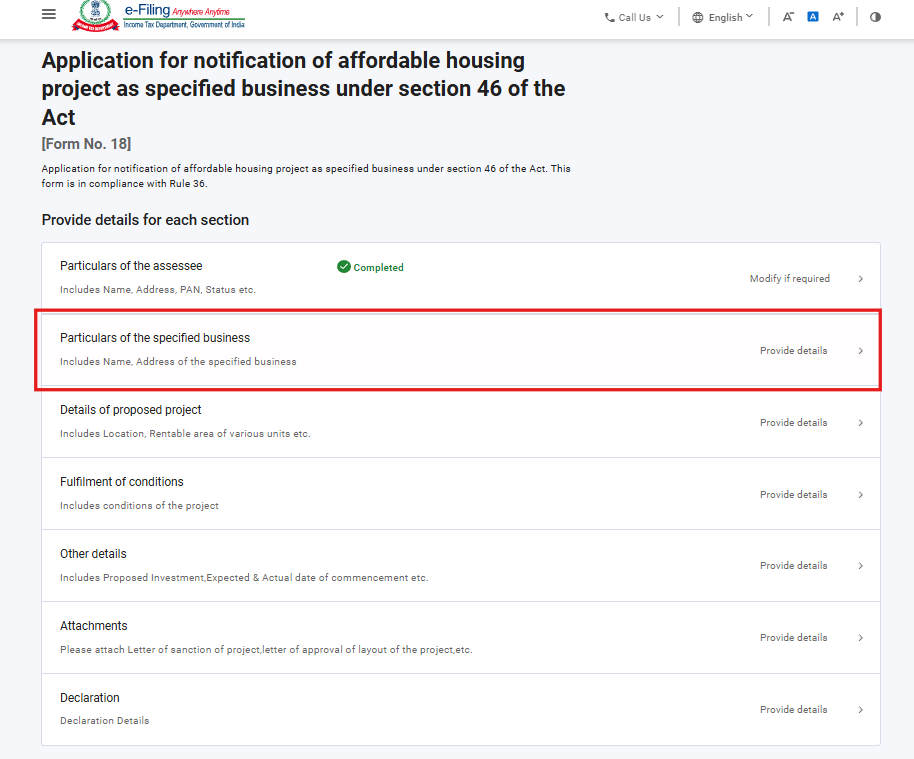 e-Filing Anywhere Anytime
Income Tax Department, Government of India
Call Us
English
A-
A
A+
Application for notification of affordable housing
project as specified business under section 46 of the
Act
[Form No. 18]
Application for notification of affordable housing project as specified business under section 46 of the Act. This
form is in compliance with Rule 36.
Provide details for each section
Particulars of the assessee
Completed
Includes Name, Address, PAN, Status etc.
Modify if required
Particulars of the specified business
Includes Name, Address of the specified business
Provide details
Details of proposed project
Includes Location, Rentable area of various units etc.
Provide details
Fulfilment of conditions
Includes conditions of the project
Provide details
Other details
Includes Proposed Investment,Expected & Actual date of commencement etc.
Provide details
Attachments
Please attach Letter of sanction of project,letter of approval of layout of the project,etc.
Provide details
Declaration
Declaration Details
Provide details